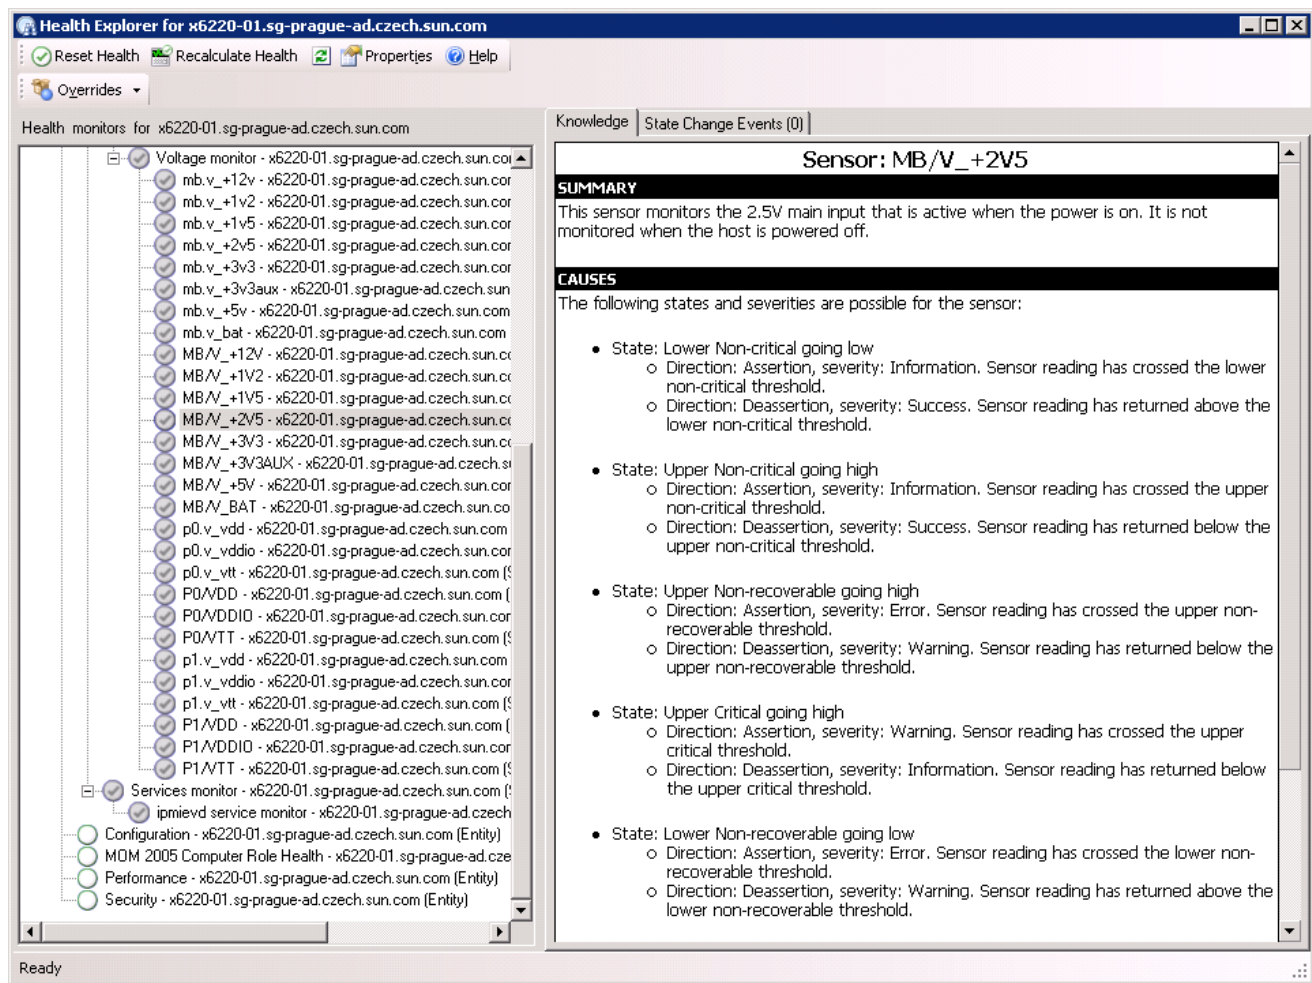 Health Explorer for x6220-01.sg-prague-ad.czech.sun.com
Reset Health Recalculate Health Properties Help
Overrides
Health monitors for x6220-01.sg-prague-ad.czech.sun.com
Voltage monitor - x6220-01.sg-prague-ad.czech.sun.co
mb.v_+12v - x6220-01.sg-prague-ad.czech.sun.cor
mb.v_+1v2 - x6220-01.sg-prague-ad.czech.sun.cor
mb.v_+1v5 - x6220-01.sg-prague-ad.czech.sun.cor
mb.v_+2v5 - x6220-01.sg-prague-ad.czech.sun.cor
mb.v_+3v3 - x6220-01.sg-prague-ad.czech.sun.cor
mb.v_+3v3aux - x6220-01.sg-prague-ad.czech.sun
mb.v_+5v - x6220-01.sg-prague-ad.czech.sun.com
mb.v_bat - x6220-01.sg-prague-ad.czech.sun.com
MB/V_+12V - x6220-01.sg-prague-ad.czech.sun.cc
MB/V_+1V2 - x6220-01.sg-prague-ad.czech.sun.cc
MB/V_+1V5 - x6220-01.sg-prague-ad.czech.sun.cc
MB/V_+2V5 - x6220-01.sg-prague-ad.czech.sun.cc
MB/V_+3V3 - x6220-01.sg-prague-ad.czech.sun.cc
MB/V_+3V3AUX - x6220-01.sg-prague-ad.czech.s
MB/V_+5V - x6220-01.sg-prague-ad.czech.sun.cor
MB/V_BAT - x6220-01.sg-prague-ad.czech.sun.co
p0.v_vdd - x6220-01.sg-prague-ad.czech.sun.com
p0.v_vddio - x6220-01.sg-prague-ad.czech.sun.cor
p0.v_vtt - x6220-01.sg-prague-ad.czech.sun.com (S
P0/VDD - x6220-01.sg-prague-ad.czech.sun.com (
P0/VDDIO - x6220-01.sg-prague-ad.czech.sun.com
P0/VTT - x6220-01.sg-prague-ad.czech.sun.com (S
p1.v_vdd - x6220-01.sg-prague-ad.czech.sun.com
p1.v_vddio - x6220-01.sg-prague-ad.czech.sun.cor
p1.v_vtt - x6220-01.sg-prague-ad.czech.sun.com (S
P1/VDD - x6220-01.sg-prague-ad.czech.sun.com (
P1/VDDIO - x6220-01.sg-prague-ad.czech.sun.cor
P1/VTT - x6220-01.sg-prague-ad.czech.sun.com (S
Services monitor - x6220-01.sg-prague-ad.czech.sun.com (
ipmievd service monitor - x6220-01.sg-prague-ad.czech
Configuration - x6220-01.sg-prague-ad.czech.sun.com (Entity)
MOM 2005 Computer Role Health - x6220-01.sg-prague-ad.cze
Performance - x6220-01.sg-prague-ad.czech.sun.com (Entity)
Security - x6220-01.sg-prague-ad.czech.sun.com (Entity)
Knowledge State Change Events (0)
Sensor: MB/V_+2V5
SUMMARY
This sensor monitors the 2.5V main input that is active when the power is on. It is not
monitored when the host is powered off.
CAUSES
The following states and severities are possible for the sensor:
• State: Lower Non-critical going low
o Direction: Assertion, severity: Information. Sensor reading has crossed the lower
non-critical threshold.
o Direction: Deassertion, severity: Success. Sensor reading has returned above the
lower non-critical threshold.
• State: Upper Non-critical going high
o Direction: Assertion, severity: Information. Sensor reading has crossed the upper
non-critical threshold.
o Direction: Deassertion, severity: Success. Sensor reading has returned below the
upper non-critical threshold.
• State: Upper Non-recoverable going high
o Direction: Assertion, severity: Error. Sensor reading has crossed the upper non-
recoverable threshold.
o Direction: Deassertion, severity: Warning. Sensor reading has returned below the
upper non-recoverable threshold.
• State: Upper Critical going high
o Direction: Assertion, severity: Warning. Sensor reading has crossed the upper
critical threshold.
o Direction: Deassertion, severity: Information. Sensor reading has returned below
the upper critical threshold.
• State: Lower Non-recoverable going low
o Direction: Assertion, severity: Error. Sensor reading has crossed the lower non-
recoverable threshold.
o Direction: Deassertion, severity: Warning. Sensor reading has returned above the
lower non-recoverable threshold.
Ready